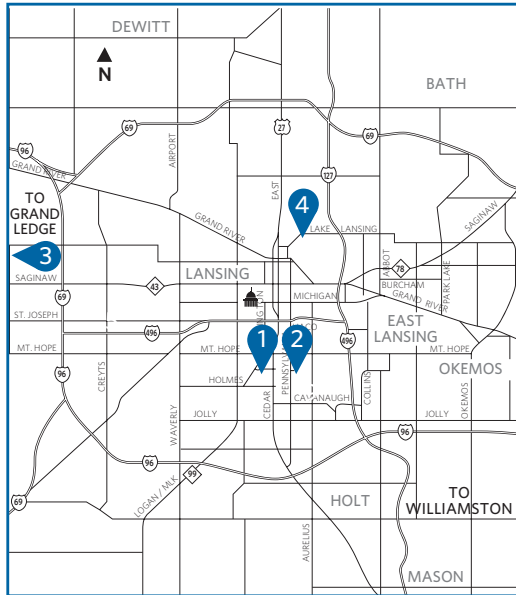 DEWITT
N
BATH
96
69
27
69
AIRPORT
GRAND RIVER
127
TO
GRAND
LEDGE
EAST
4
GRAND RIVER
LAKE LANSING
SAGINAW
3
ABBOT
78
PARK LAKE
SAGINAW
43
LANSING
BURCHAM
69
MICHIGAN
GRAND RIVER
ST. JOSEPH
496
EAST
LANSING
1
2
496
MT. HOPE
MT. HOPE
MT. HOPE
OKEMOS
96
CREYTS
HOLMES
CEDAR
CAVANAUGH
COLLINS
WAVERLY
JOLLY
JOLLY
OKEMOS
96
96
99
69
LOGAN / MLK
HOLT
TO
WILLIAMSTON
AURELIUS
MASON